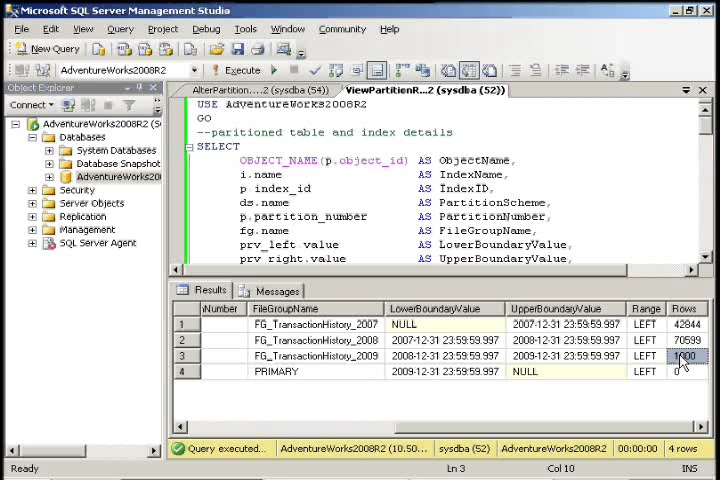 Microsoft SQL Server Management Studio
File Edit View Query Project Debug Tools Window Community Help
New Query
AdventureWorks2008R2 Execute
Object Explorer
Connect
AdventureWorks2008R2 (S
Databases
System Databases
Database Snapshot
AdventureWorks20
Security
Server Objects
Replication
Management
SQL Server Agent
AlterPartition....2 (sysdba (54)) ViewPartitionR...2 (sysdba (52))
USE AdventureWorks2008R2
GO
--paritioned table and index details
SELECT
OBJECT_NAME(p.object_id) AS ObjectName,
i.name AS IndexName,
p.index_id AS IndexID,
ds.name AS PartitionScheme,
p.partition_number AS PartitionNumber,
fg.name AS FileGroupName,
prv_left.value AS LowerBoundaryValue,
prv_right.value AS UpperBoundaryValue,
Results Messages
Number FileGroupName LowerBoundaryValue UpperBoundaryValue Range Rows
1 FG_TransactionHistory_2007 NULL 2007-12-31 23:59:59.997 LEFT 42844
2 FG_TransactionHistory_2008 2007-12-31 23:59:59.997 2008-12-31 23:59:59.997 LEFT 70599
3 FG_TransactionHistory_2009 2008-12-31 23:59:59.997 2009-12-31 23:59:59.997 LEFT 1000
4 PRIMARY 2009-12-31 23:59:59.997 NULL LEFT 0
Query executed... AdventureWorks2008R2 (10.50... sysdba (52) AdventureWorks2008R2 00:00:00 4 rows
Ready Ln 3 Col 10 INS